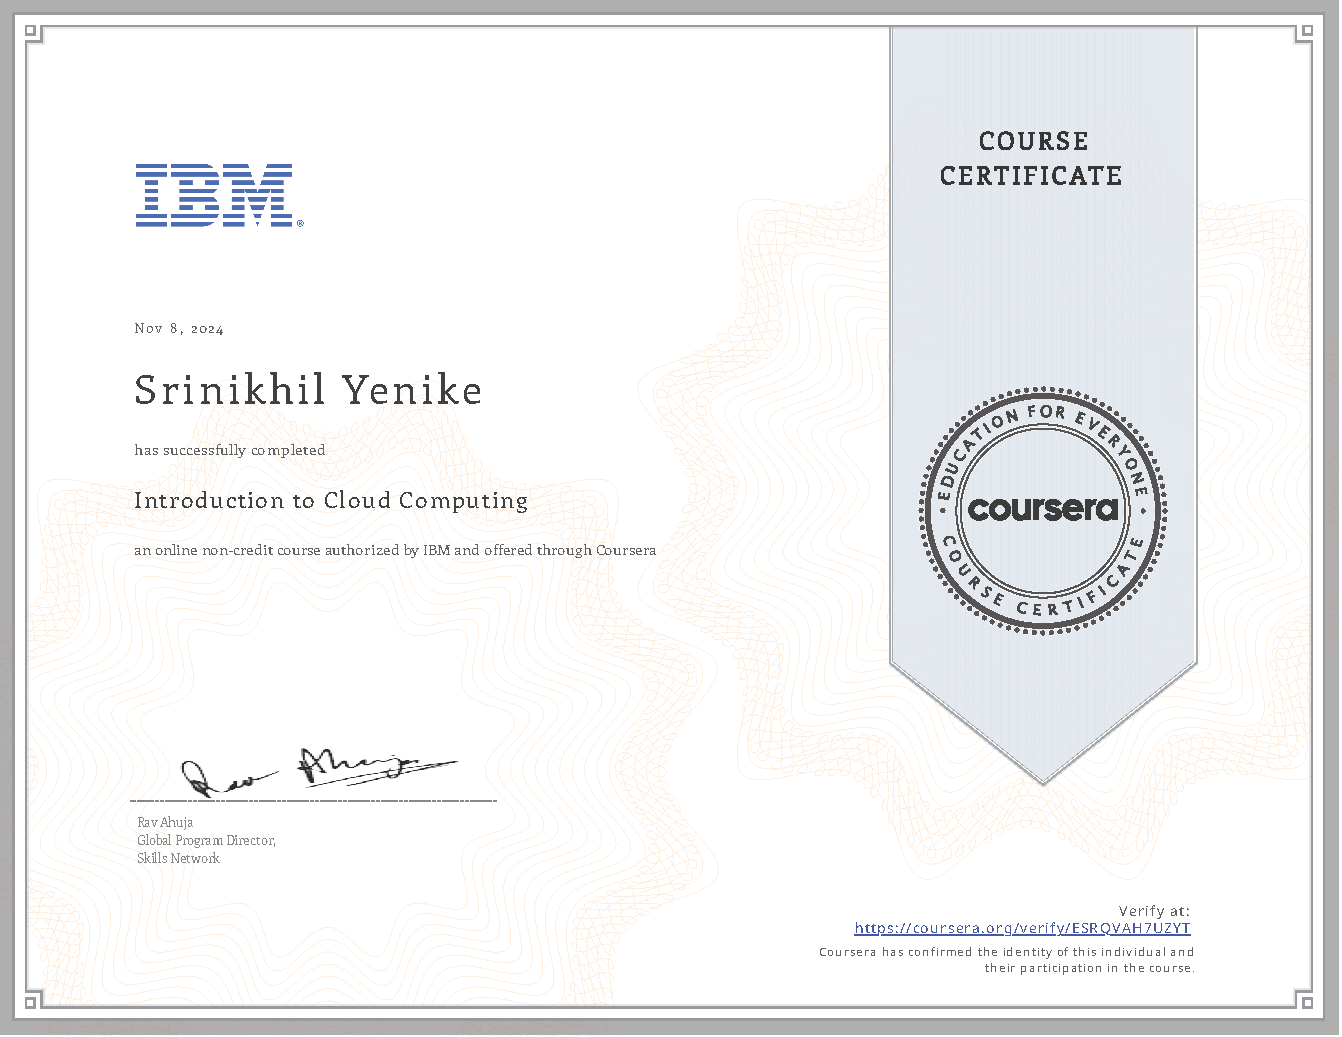 IBM®
COURSE
CERTIFICATE
Nov 8, 2024
Srinikhil Yenike
has successfully completed
Introduction to Cloud Computing
an online non-credit course authorized by IBM and offered through Coursera
EDUCATION FOR EVERYONE
coursera
COURSE CERTIFICATE
Rav Ahuja
Rav Ahuja
Global Program Director,
Skills Network
Verify at:
https://coursera.org/verify/ESRQVAH7UZYT
Coursera has confirmed the identity of this individual and
their participation in the course.